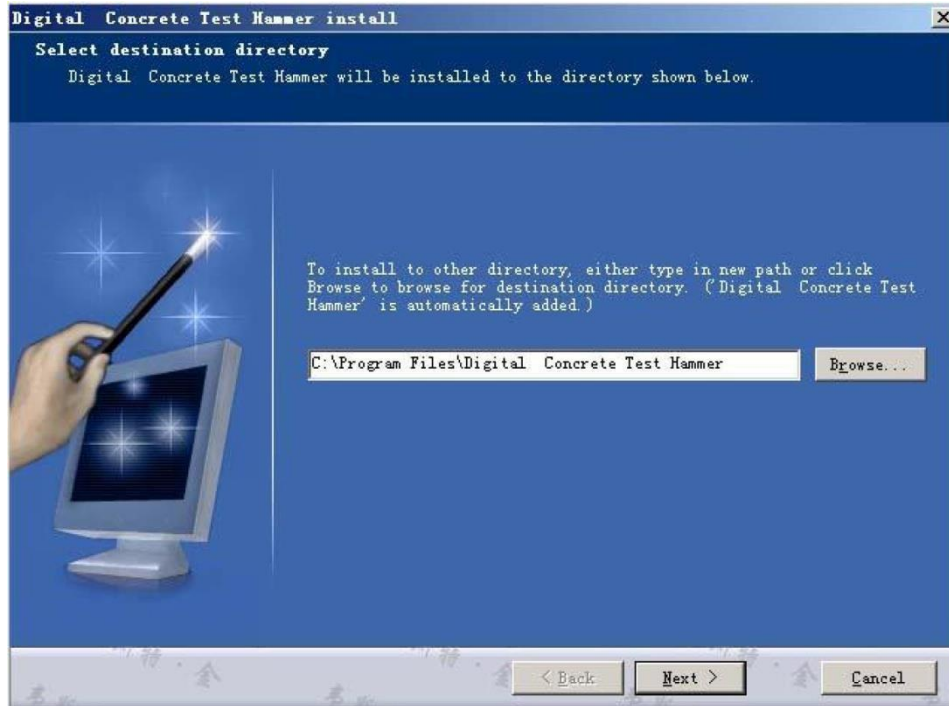 Digital  Concrete Test Hammer install
Select destination directory
Digital  Concrete Test Hammer will be installed to the directory shown below.
To install to other directory, either type in new path or click
Browse to browse for destination directory. ('Digital  Concrete Test
Hammer' is automatically added.)
C:\Program Files\Digital  Concrete Test Hammer
Browse...
< Back
Next >
Cancel